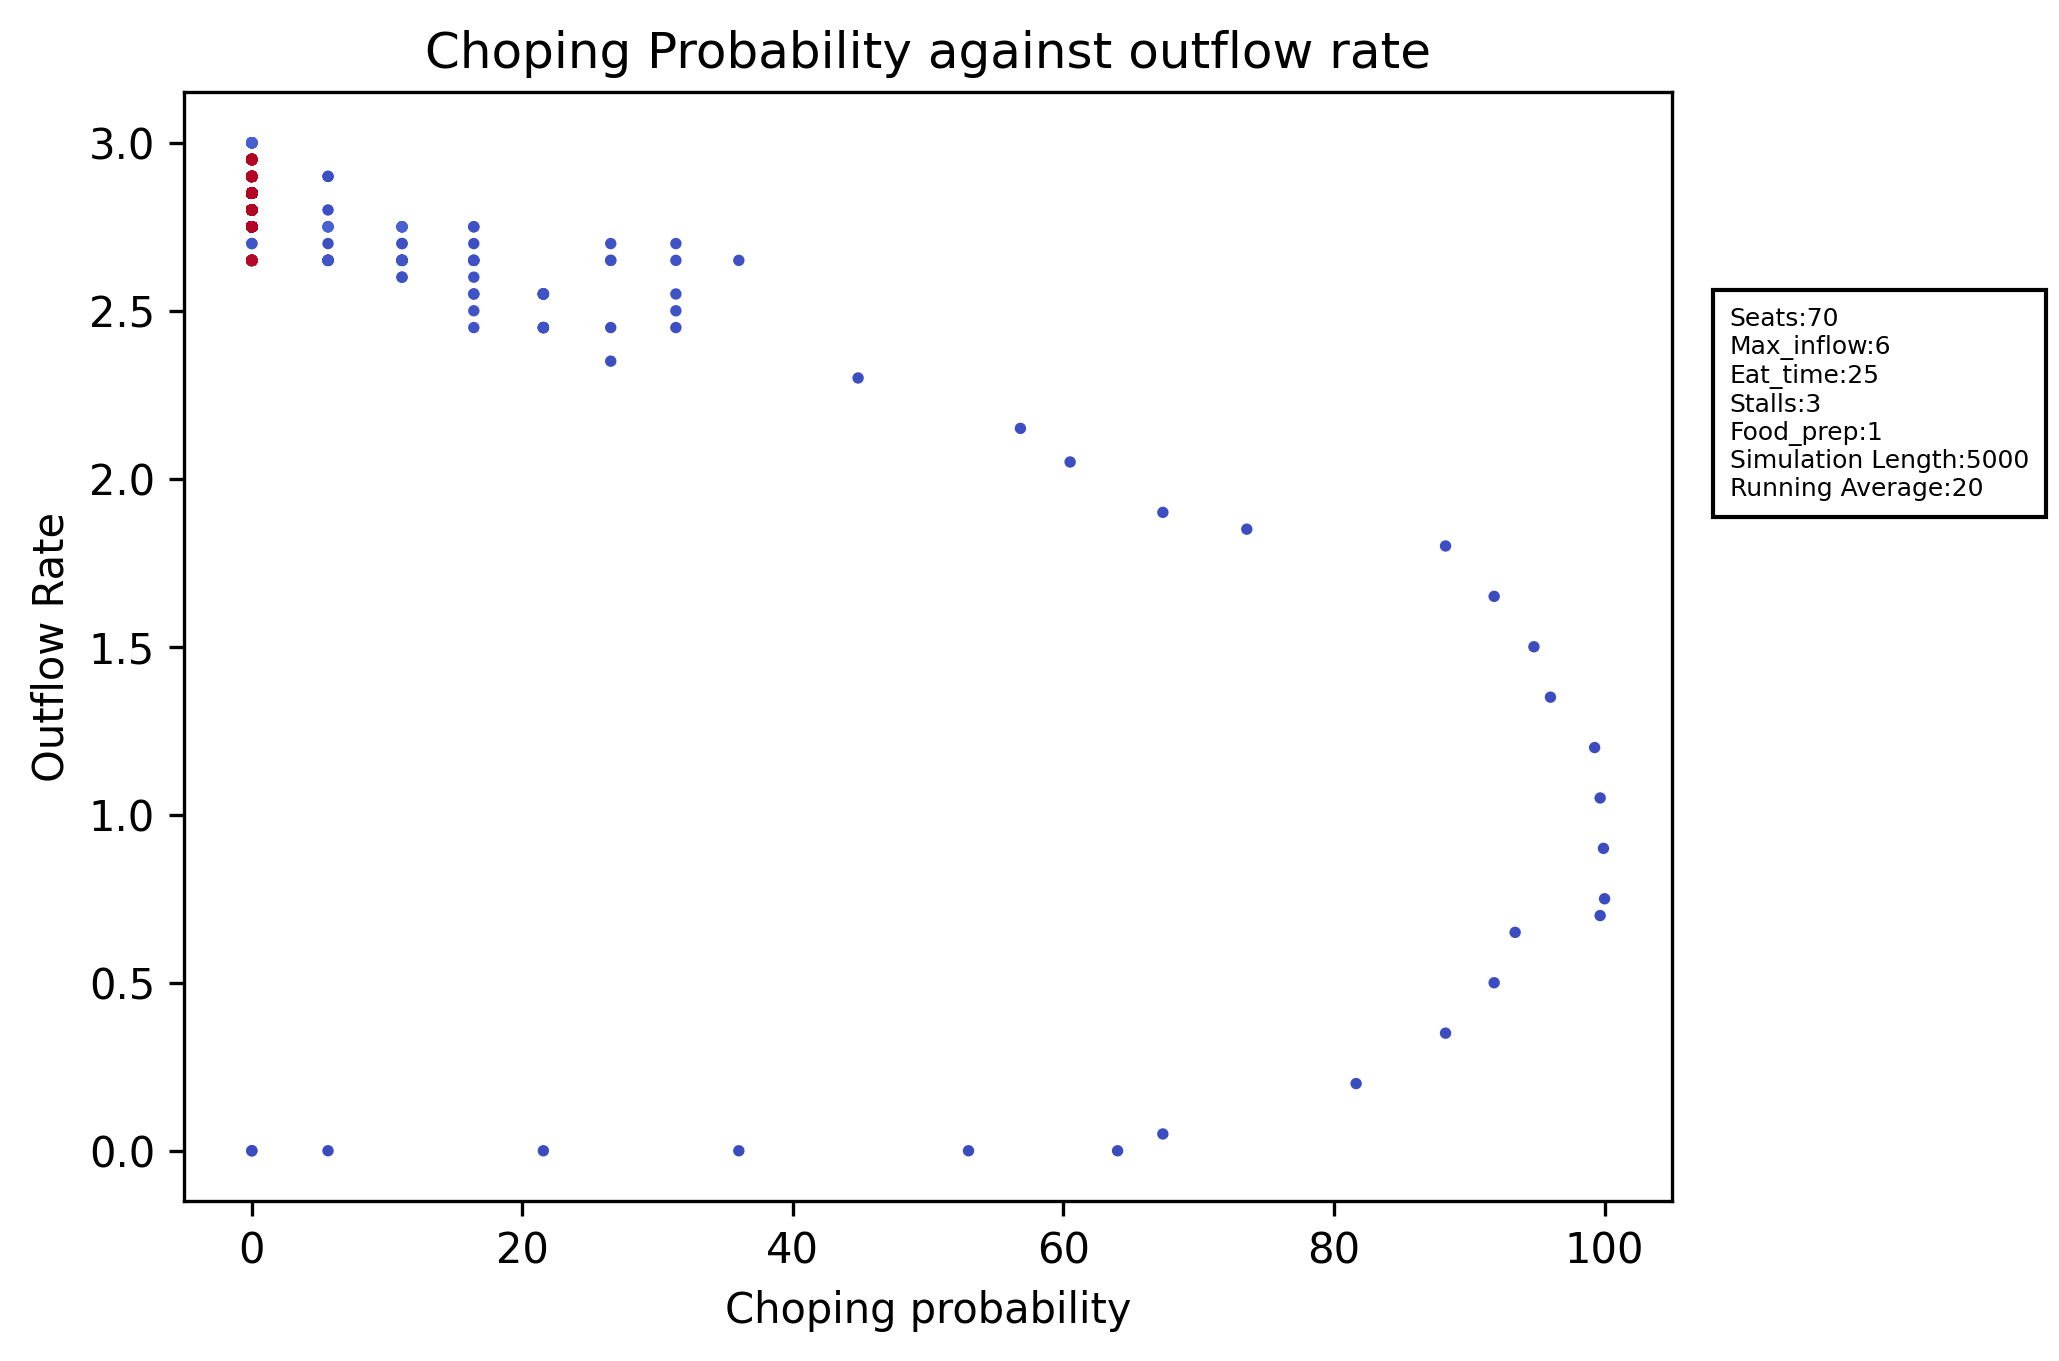 Choping Probability against outflow rate
3.0
2.5
2.0
1.5
1.0
0.5
0.0
Outflow Rate
0 20 40 60 80 100
Choping probability
Seats:70
Max_inflow:6
Eat_time:25
Stalls:3
Food_prep:1
Simulation Length:5000
Running Average:20